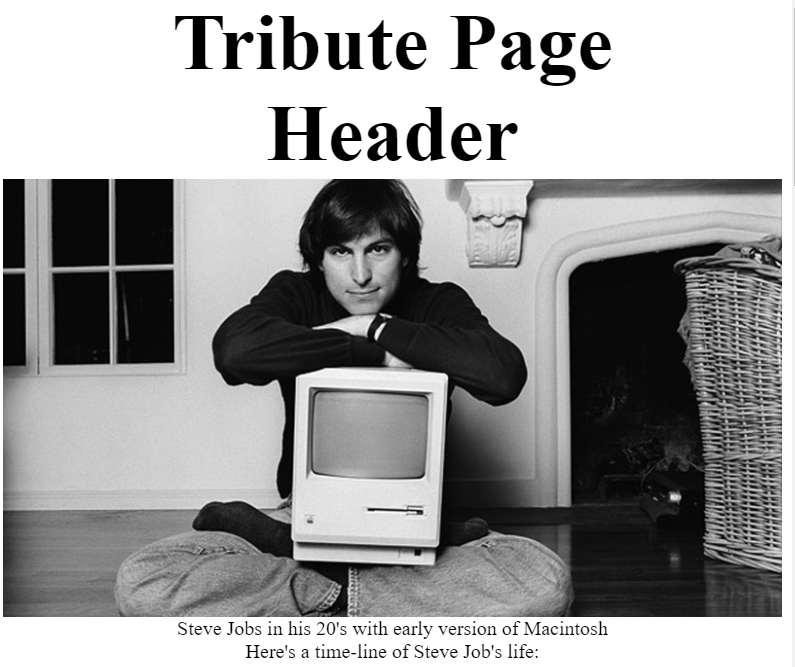 Tribute Page
Header
Steve Jobs in his 20's with early version of Macintosh
Here's a time-line of Steve Job's life: